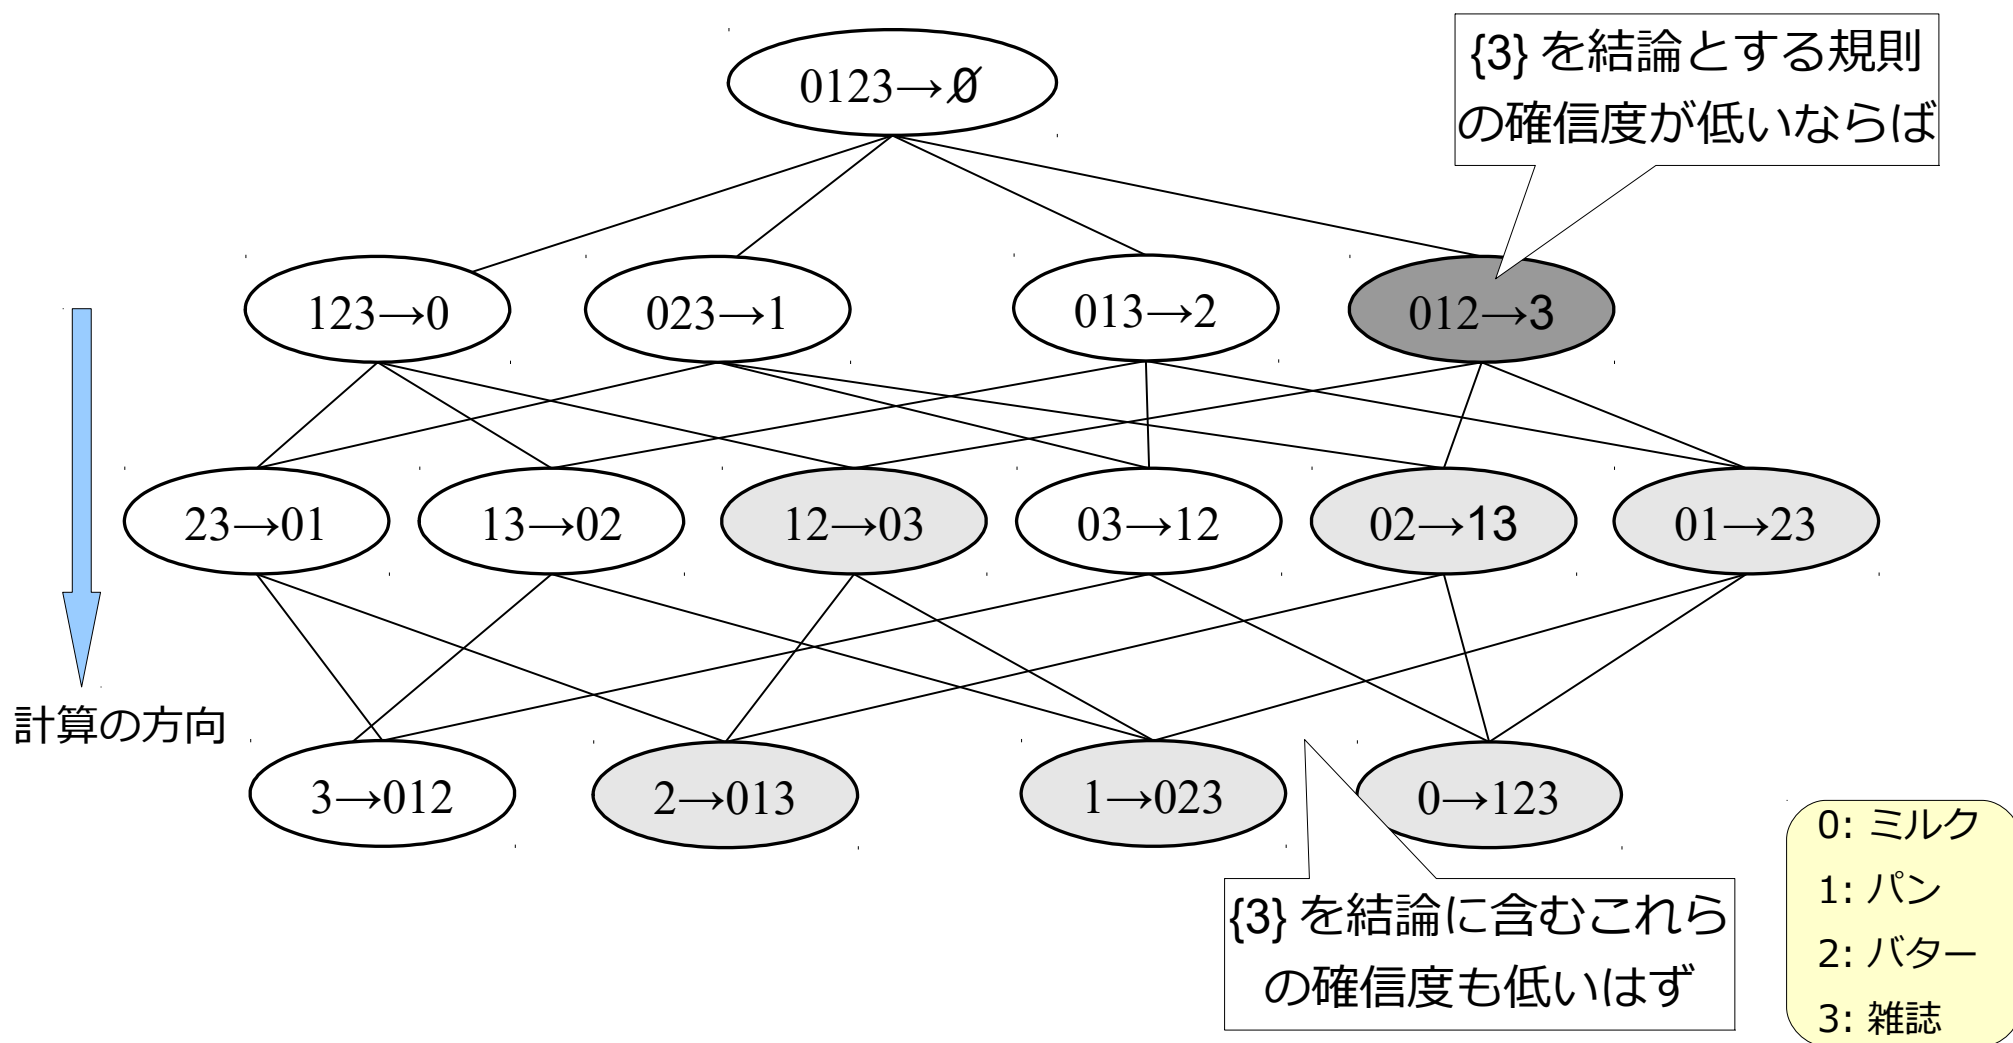 0123→∅
{3} を結論とする規則
の確信度が低いならば
123→0
023→1
013→2
012→3
23→01
13→02
12→03
03→12
02→13
01→23
計算の方向
3→012
2→013
1→023
0→123
{3} を結論に含むこれら
の確信度も低いはず
0: ミルク
1: パン
2: バター
3: 雑誌